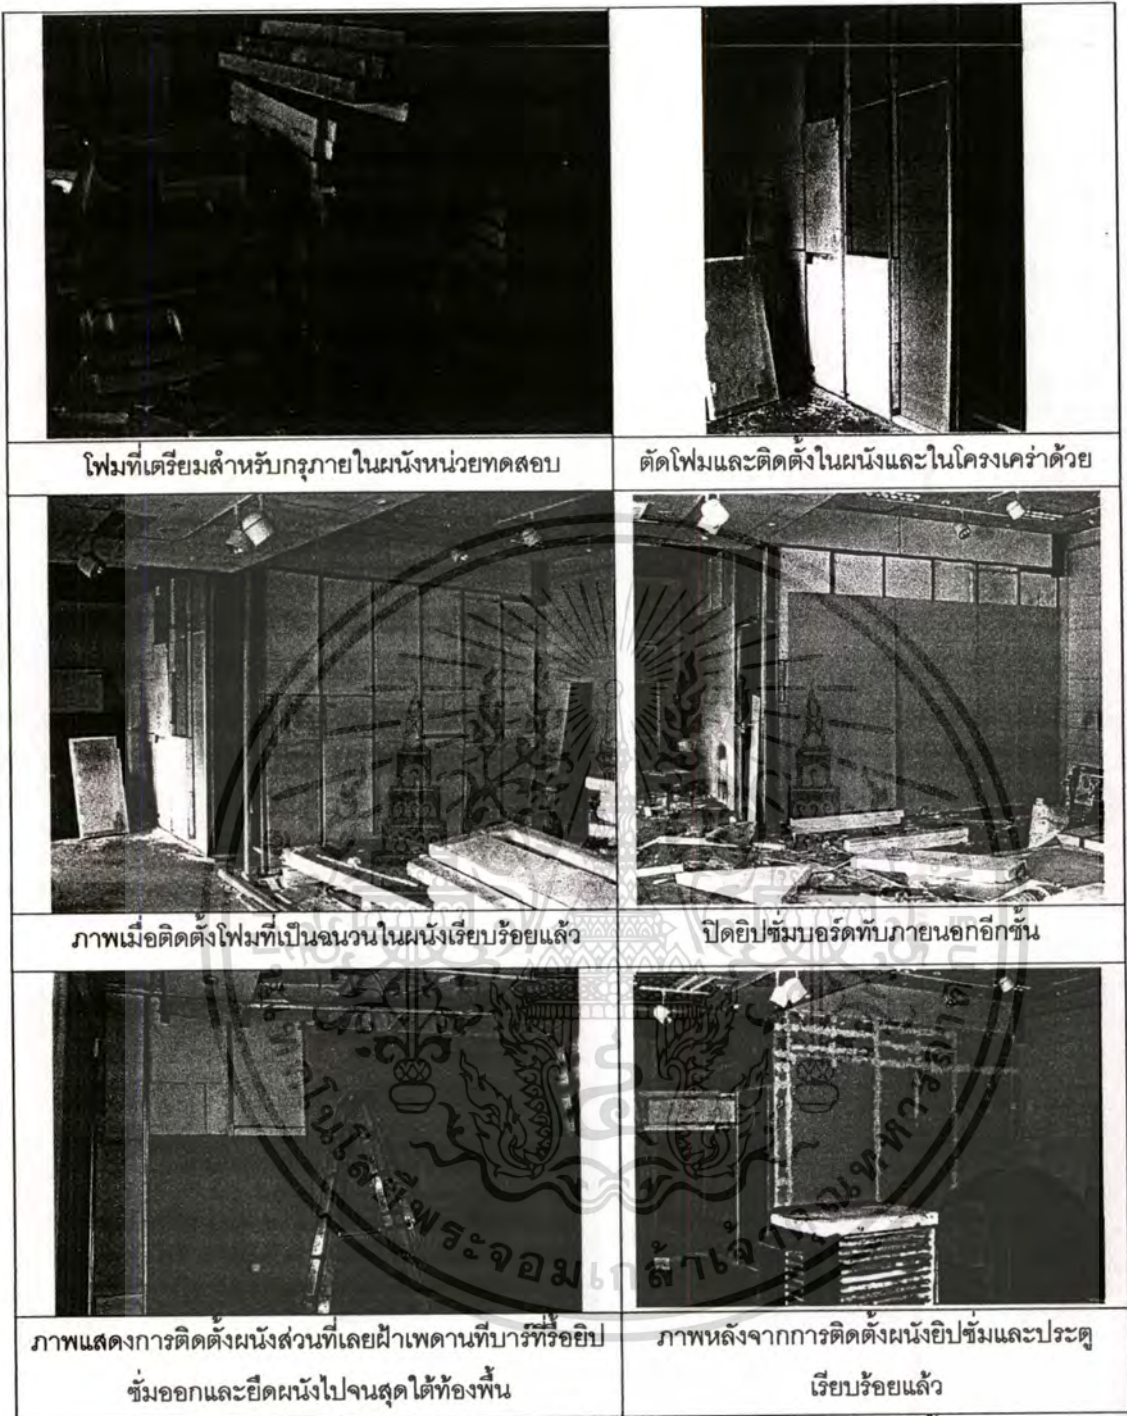 โฟมที่เตรียมสำหรับกรุภายในผนังหน่วยทดสอบ
ตัดโฟมและติดตั้งในผนังและในโครงเคร่าด้วย
ภาพเมื่อติดตั้งโฟมที่เป็นฉนวนในผนังเรียบร้อยแล้ว
ปิดยิปซั่มบอร์ดทับภายนอกอีกชั้น
ภาพแสดงการติดตั้งผนังส่วนที่เลยฝ้าเพดานทีบาร์ที่รื้อยิป
ซั่มออกและยึดผนังไปจนสุดใต้ท้องพื้น
ภาพหลังจากการติดตั้งผนังยิปซั่มและประตู
เรียบร้อยแล้ว